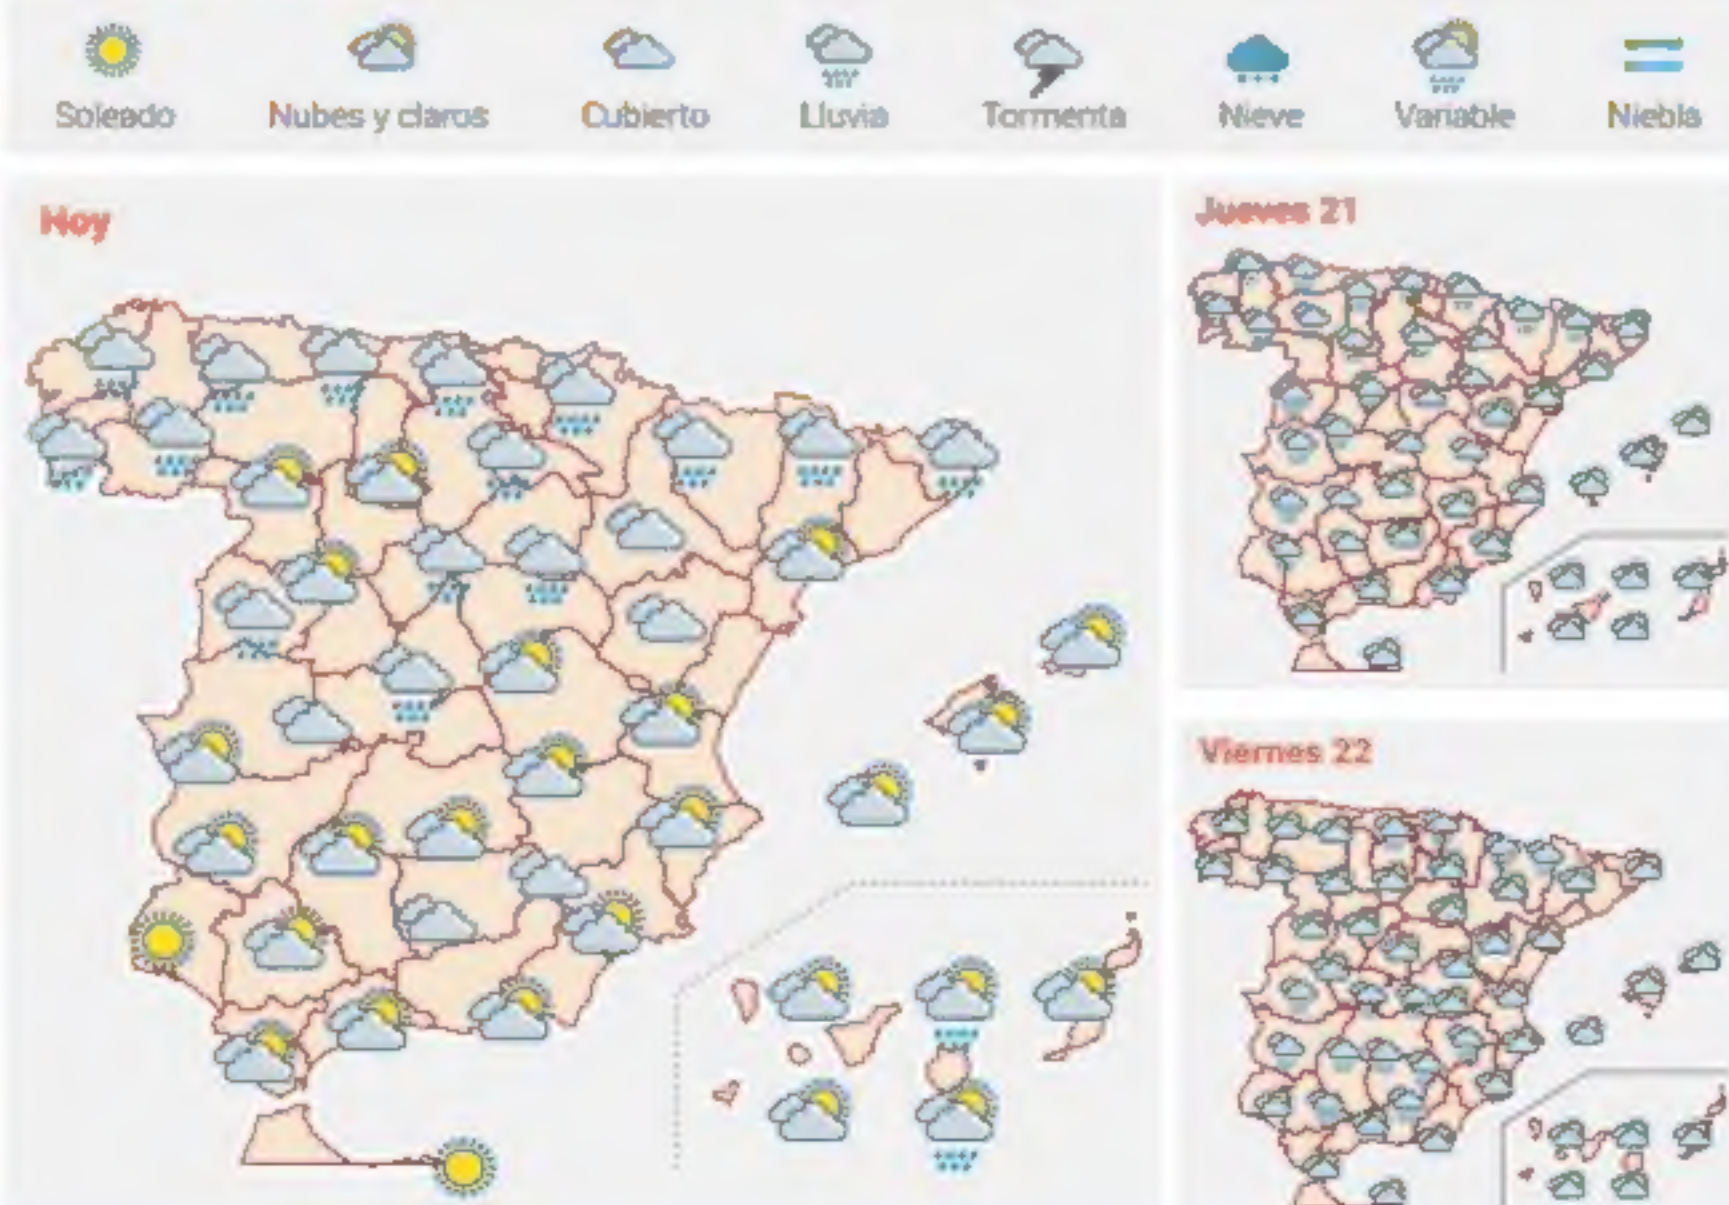 Soleado
Nubes y claros
Cubierto
Lluvia
Tormenta
Nieve
Variable
Niebla
Hoy
Jueves 21
Viernes 22